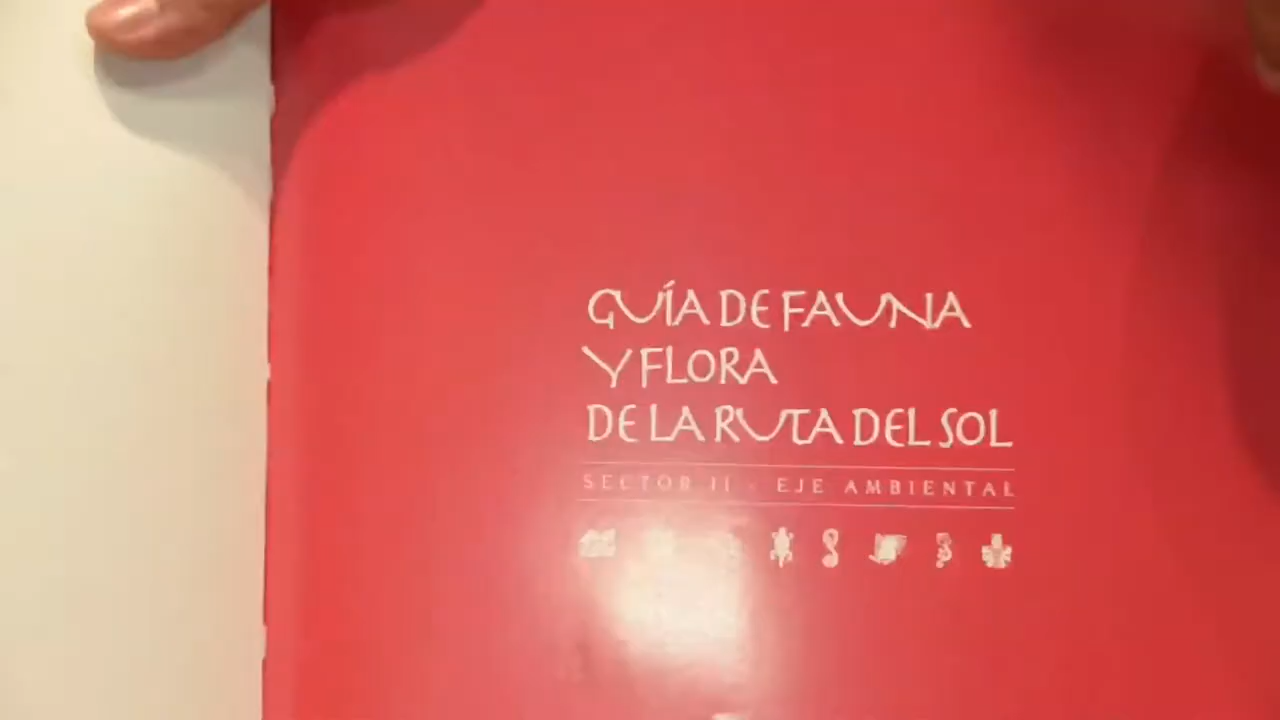 GUÍA DE FAUNA
Y FLORA
DE LA RUTA DEL SOL
SECTOR II - EJE AMBIENTAL